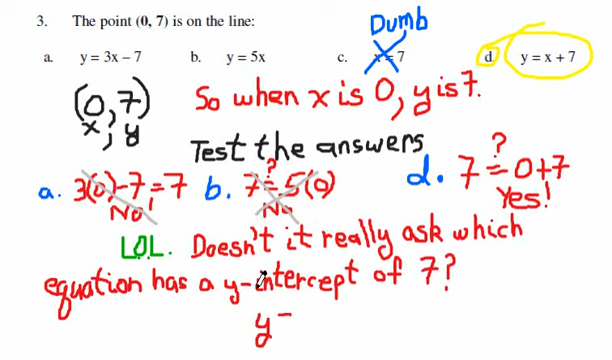 Dumb
3. The point (0, 7) is on the line:
a. y = 3x – 7 b. y = 5x c. x = 7 d. y = x + 7
(0,7) So when x is 0, y is 7.
x, y
Test the answers
a. 3(0)-7=7 b. 7=5(0) d. 7=0+7
? ? 
No No Yes!
LOL. Doesn't it really ask which
equation has a y-intercept of 7?
y-